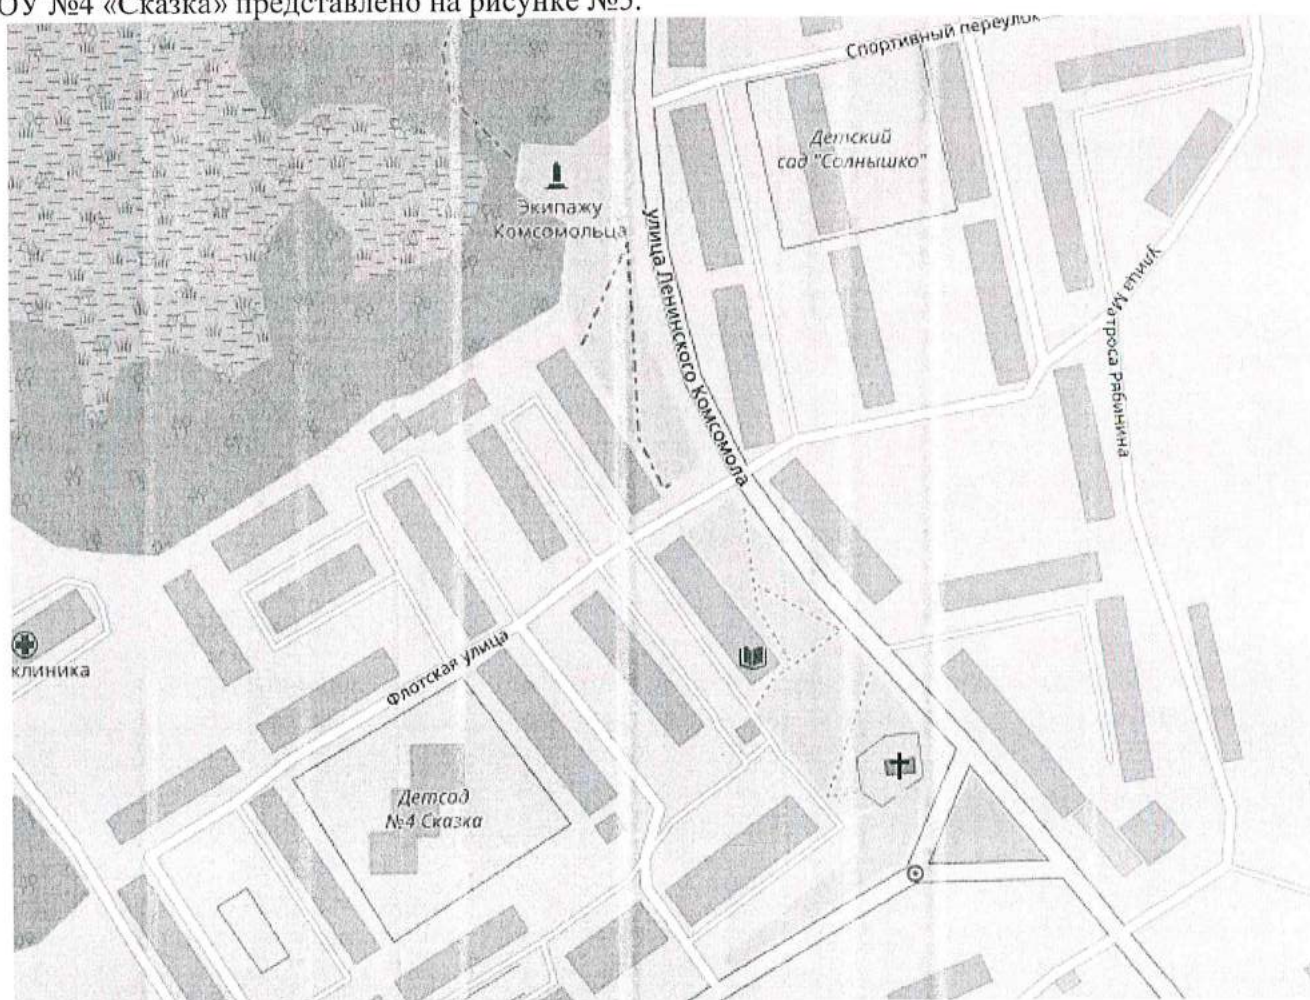 ОУ №4 «Сказка» представлено на рисунке №5.
Спортивный переулок
Детский
сад "Солнышко"
Экипажу
Комсомольца
улица Ленинского Комсомола
улица Матроса Рябинина
клиника
Флотская улица
Детсад
№4 Сказка